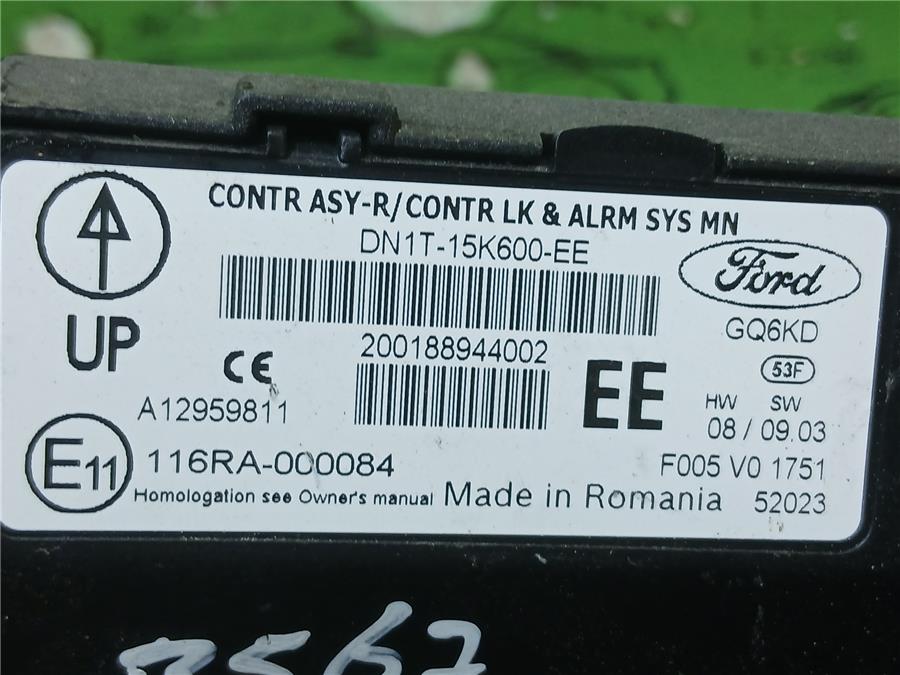 CONTR ASY-R/CONTR LK & ALRM SYS MN
DN1T-15K600-EE
Ford
GQ6KD
UP
200188944002
53F
CE
EE
HW SW
A12959811
08 / 09.03
E11
116RA-000084
F005 V0 1751
Homologation see Owner's manual
Made in Romania
52023